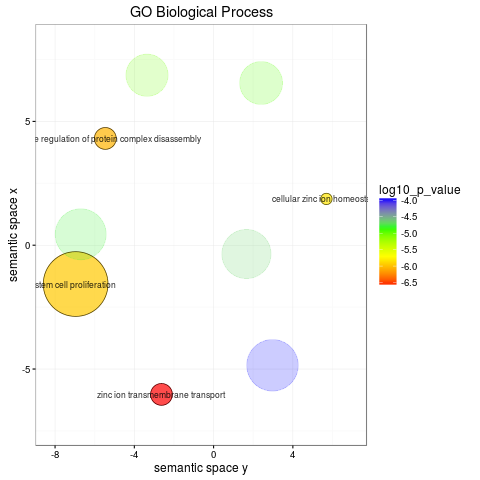 GO Biological Process
e regulation of protein complex disassembly
cellular zinc ion homeosta
stem cell proliferation
zinc ion transmembrane transport
5
0
-5
-8
-4
0
4
semantic space y
semantic space x
log10_p_value
-4.0
-4.5
-5.0
-5.5
-6.0
-6.5